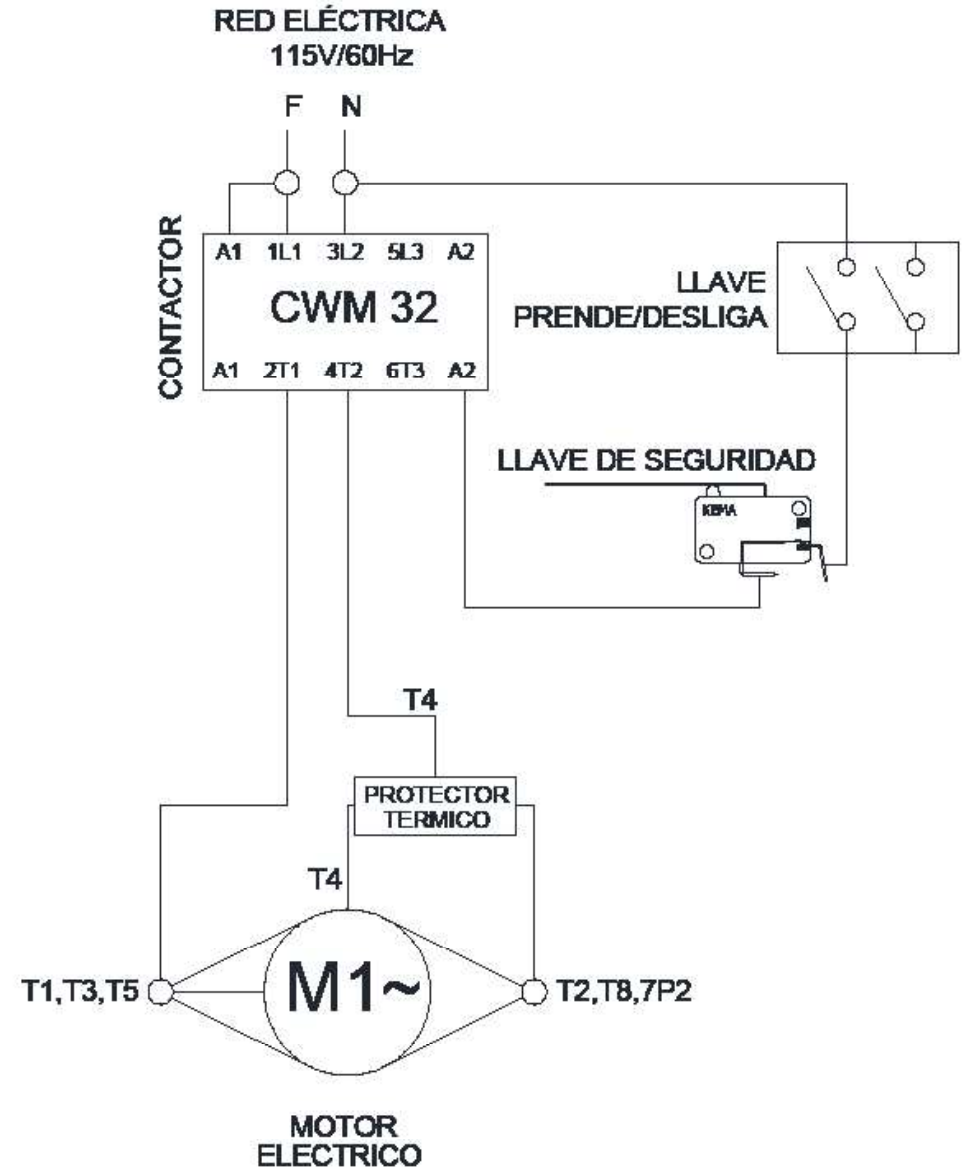 RED ELÉCTRICA
115V/60Hz
F N
CONTACTOR
A1 1L1 3L2 5L3 A2
CWM 32
A1 2T1 4T2 6T3 A2
LLAVE
PRENDE/DESLIGA
LLAVE DE SEGURIDAD
KEMA
T4
PROTECTOR
TERMICO
T4
M1~
T1,T3,T5
T2,T8,7P2
MOTOR
ELECTRICO